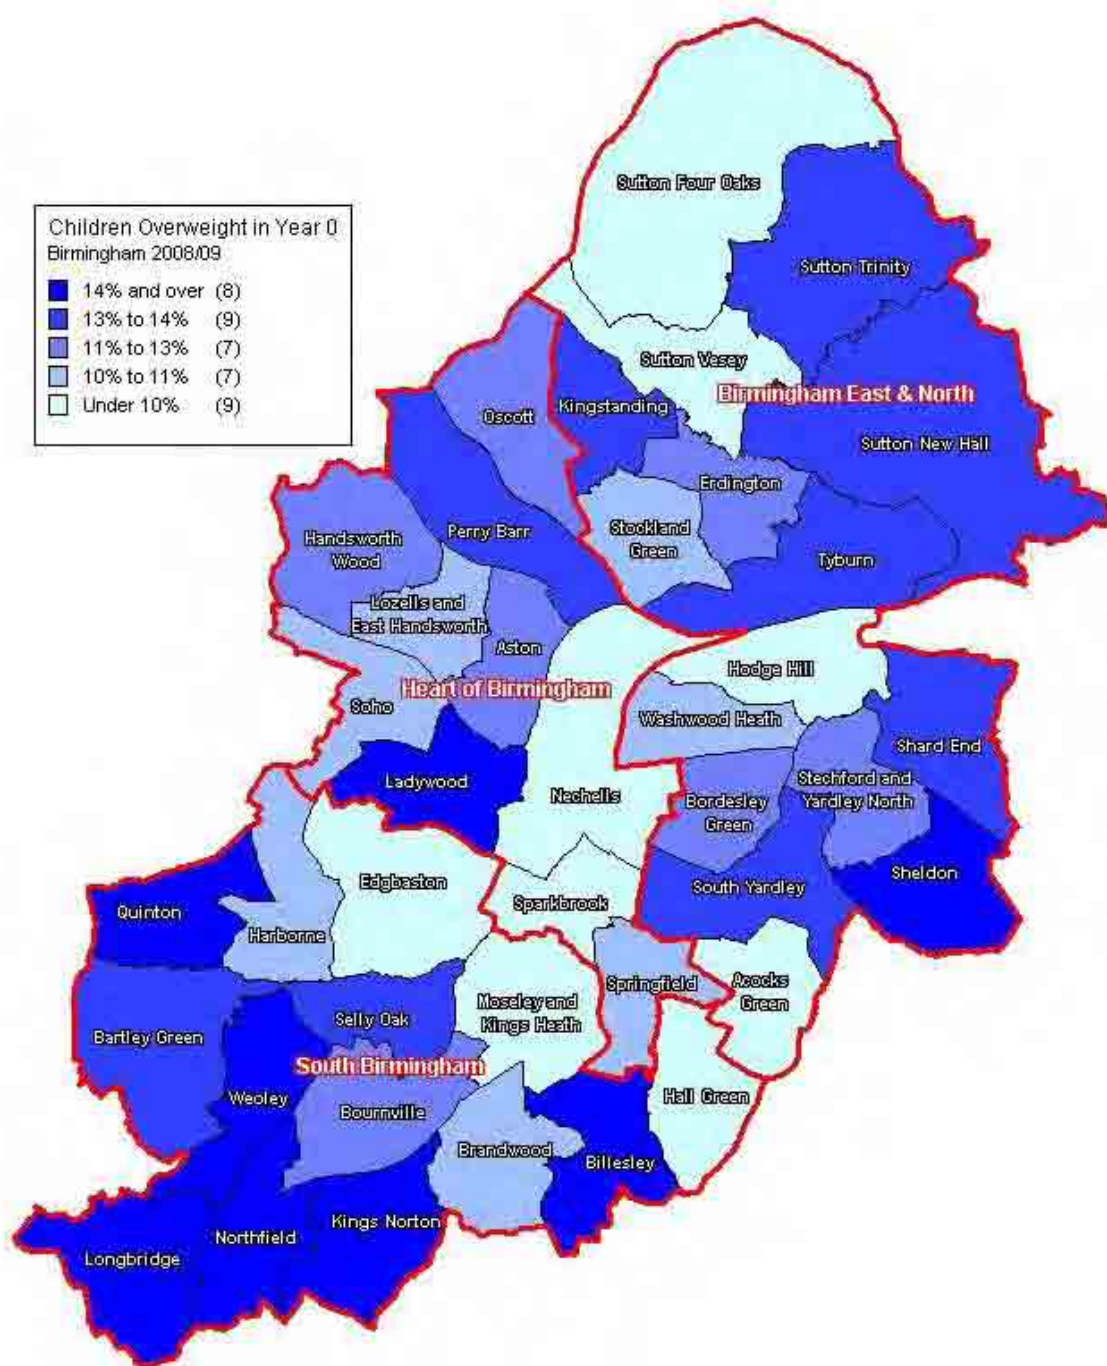 Children Overweight in Year 0
Birmingham 2008/09
14% and over (8)
13% to 14% (9)
11% to 13% (7)
10% to 11% (7)
Under 10% (9)
Sutton Four Oaks
Sutton Trinity
Sutton Vesey
Birmingham East & North
Kingstanding
Oscott
Sutton New Hall
Erdington
Stockland
Green
Perry Barr
Handsworth
Wood
Tyburn
Lozells and
East Handsworth
Aston
Hodge Hill
Heart of Birmingham
Soho
Washwood Heath
Shard End
Ladywood
Nechells
Stechford and
Yardley North
Bordesley
Green
Sheldon
Edgbaston
South Yardley
Sparkbrook
Quinton
Harborne
Springfield
Acocks
Green
Moseley and
Kings Heath
Selly Oak
Bartley Green
South Birmingham
Weoley
Bournville
Hall Green
Brandwood
Billesley
Kings Norton
Northfield
Longbridge